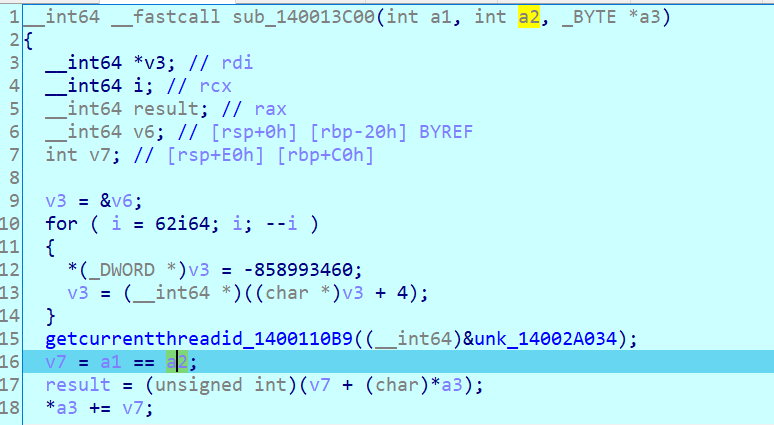 1 __int64 __fastcall sub_140013C00(int a1, int a2, _BYTE *a3)
2 {
3 __int64 *v3; // rdi
4 __int64 i; // rcx
5 __int64 result; // rax
6 __int64 v6; // [rsp+0h] [rbp-20h] BYREF
7 int v7; // [rsp+E0h] [rbp+C0h]
8
9 v3 = &v6;
10 for ( i = 62i64; i; --i )
11 {
12 *(_DWORD *)v3 = -858993460;
13 v3 = (__int64 *)((char *)v3 + 4);
14 }
15 getcurrentthreadid_1400110B9((__int64)&unk_14002A034);
16 v7 = a1 == a2;
17 result = (unsigned int)(v7 + (char)*a3);
18 *a3 += v7;